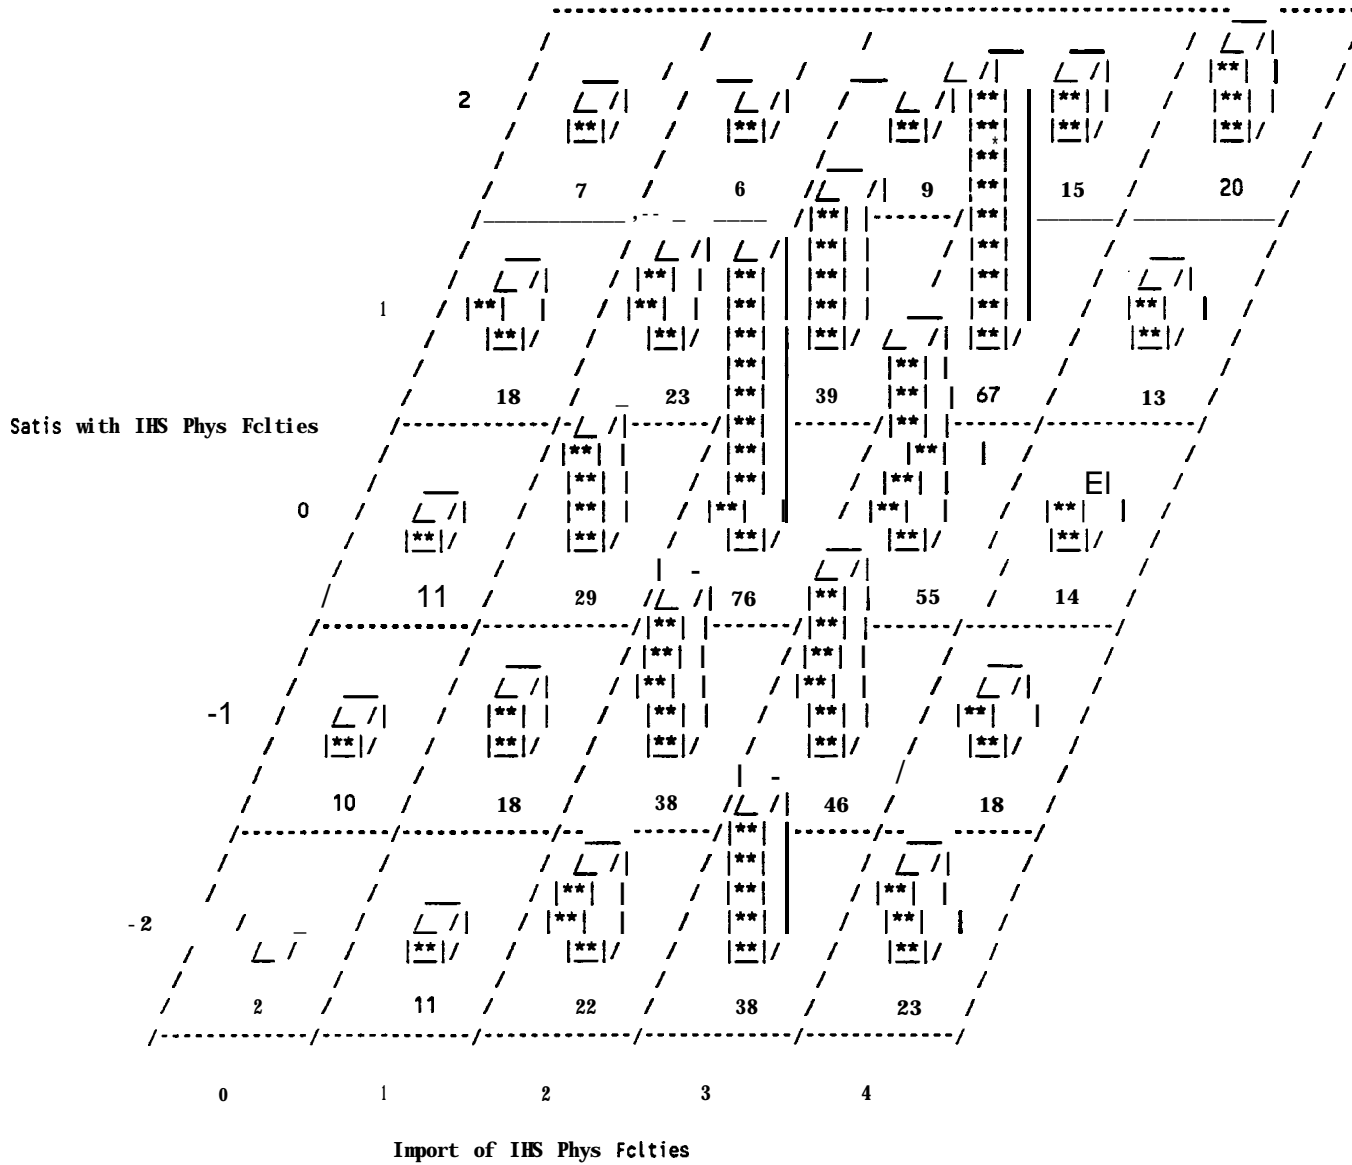 2
7 6 9 15 20
1
18 23 39 67 13
Satis with IHS Phys Fclties
0
11 29 76 55 14
-1
10 18 38 46 18
-2
2 11 22 38 23
0 1 2 3 4
Import of IHS Phys Fclties